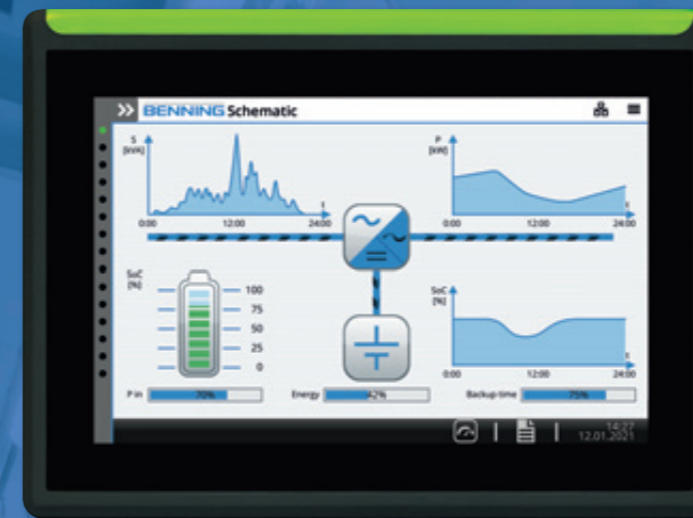 BENNING Schematic
S
[kVA]
t
0:00 12:00 24:00
P
[kW]
t
0:00 12:00 24:00
SoC
[%]
100
75
50
25
0
SoC
[%]
t
0:00 12:00 24:00
P in 70%
Energy 42%
Backup time 75%
14:27
12.01.2021